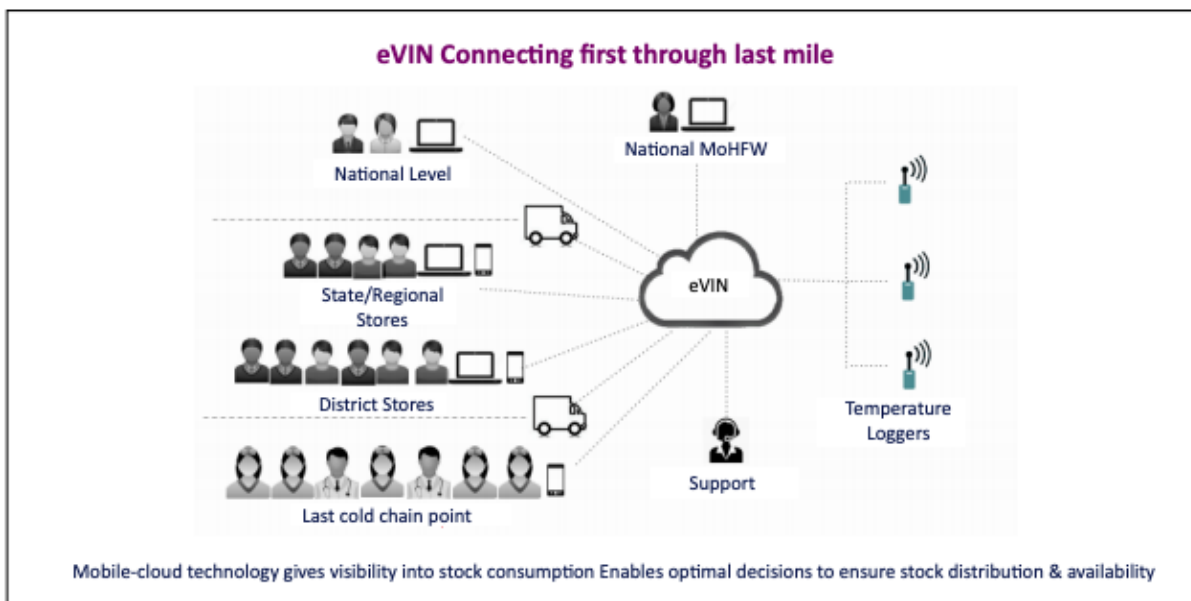 eVIN Connecting first through last mile
National Level
National MoHFW
State/Regional
Stores
eVIN
District Stores
Temperature
Loggers
Last cold chain point
Support
Mobile-cloud technology gives visibility into stock consumption Enables optimal decisions to ensure stock distribution & availability